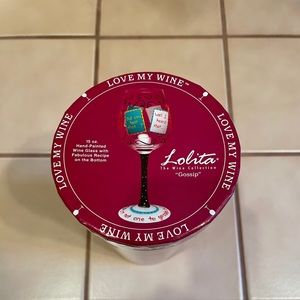 LOVE MY WINE
LOVE MY WINE
LOVE MY WINE
LOVE MY WINE
15 oz.
Hand-Painted
Wine Glass with
Fabulous Recipe
on the Bottom
Lolita
The Wine Collection
"Gossip"